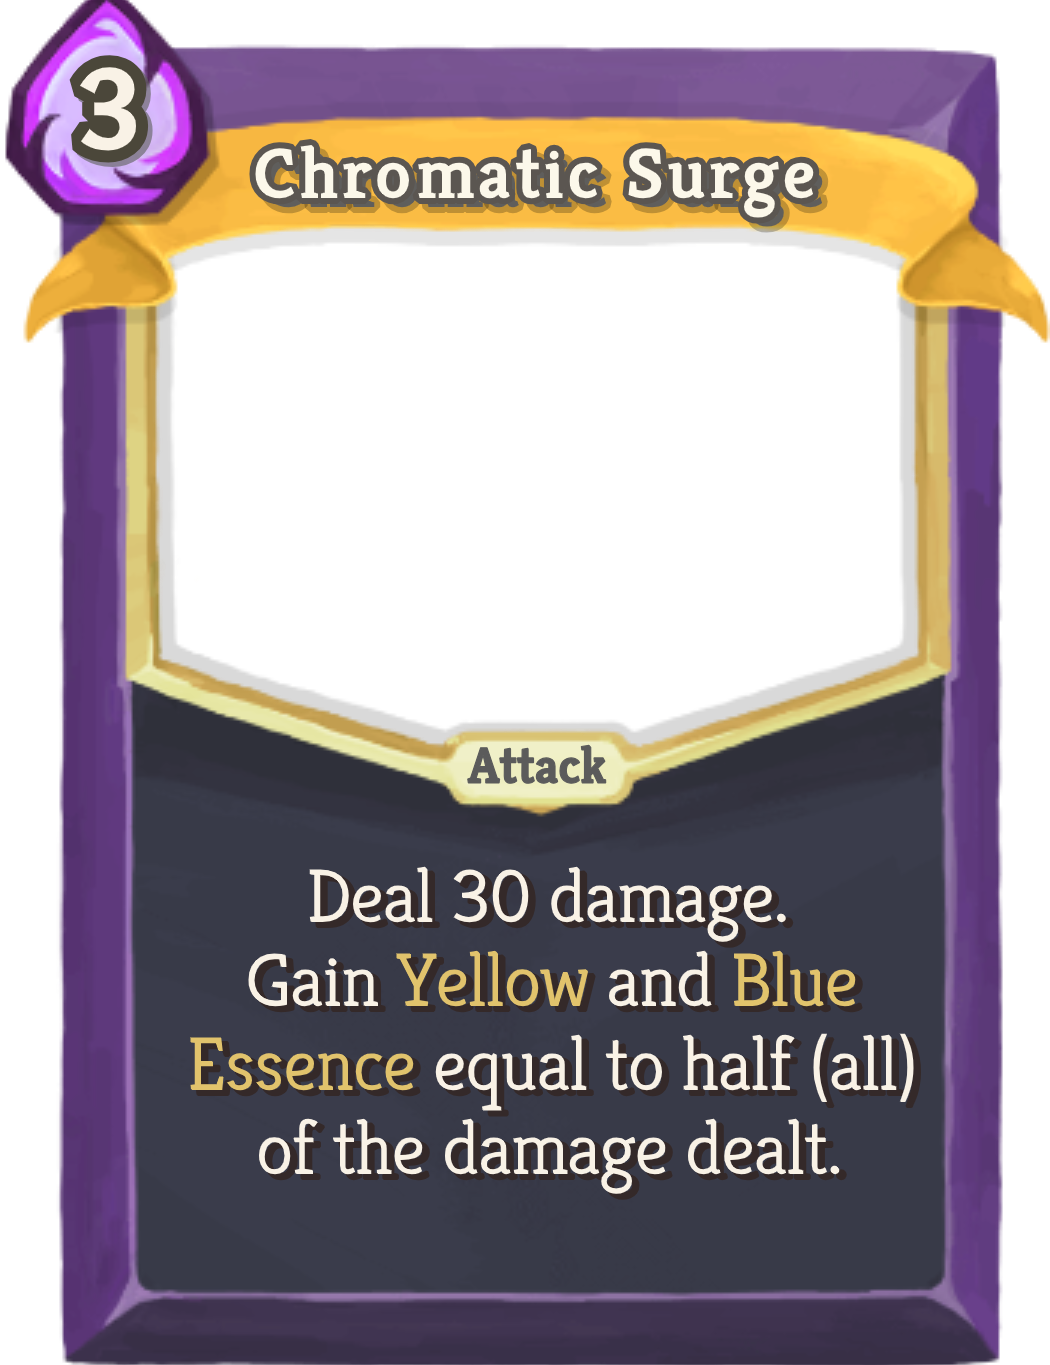 3
Chromatic Surge
Attack
Deal 30 damage.
Gain Yellow and Blue
Essence equal to half (all)
of the damage dealt.